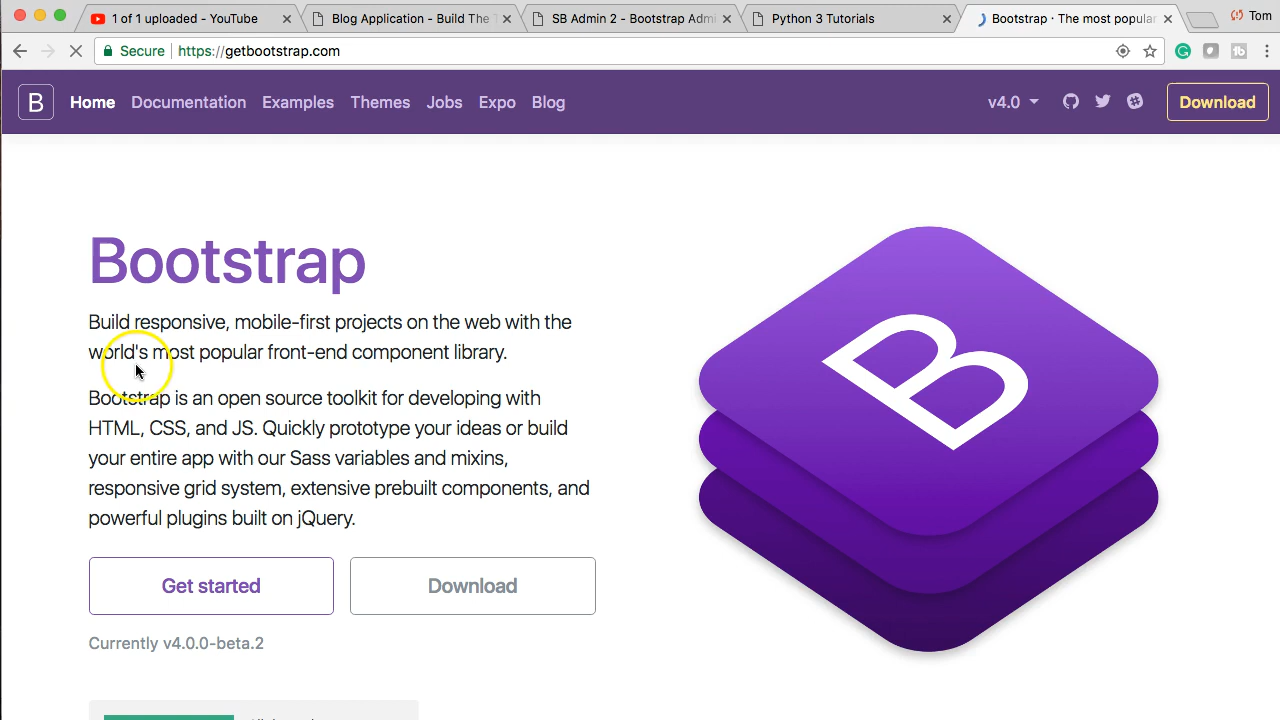 1 of 1 uploaded - YouTube
Blog Application - Build The T
SB Admin 2 - Bootstrap Admi
Python 3 Tutorials
Bootstrap · The most popular
Tom
Secure
https://getbootstrap.com
B
Home
Documentation
Examples
Themes
Jobs
Expo
Blog
v4.0
Download
Bootstrap
Build responsive, mobile-first projects on the web with the
world's most popular front-end component library.
Bootstrap is an open source toolkit for developing with
HTML, CSS, and JS. Quickly prototype your ideas or build
your entire app with our Sass variables and mixins,
responsive grid system, extensive prebuilt components, and
powerful plugins built on jQuery.
Get started
Download
Currently v4.0.0-beta.2
B